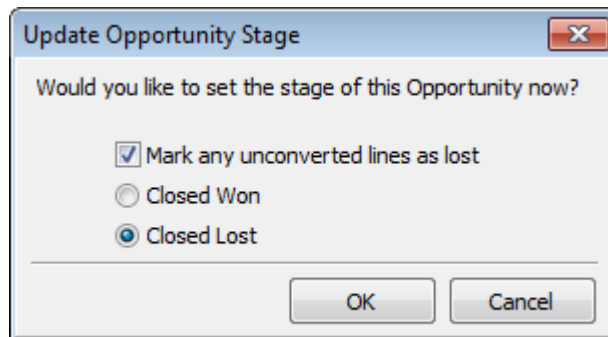 Update Opportunity Stage
Would you like to set the stage of this Opportunity now?
Mark any unconverted lines as lost
Closed Won
Closed Lost
OK
Cancel